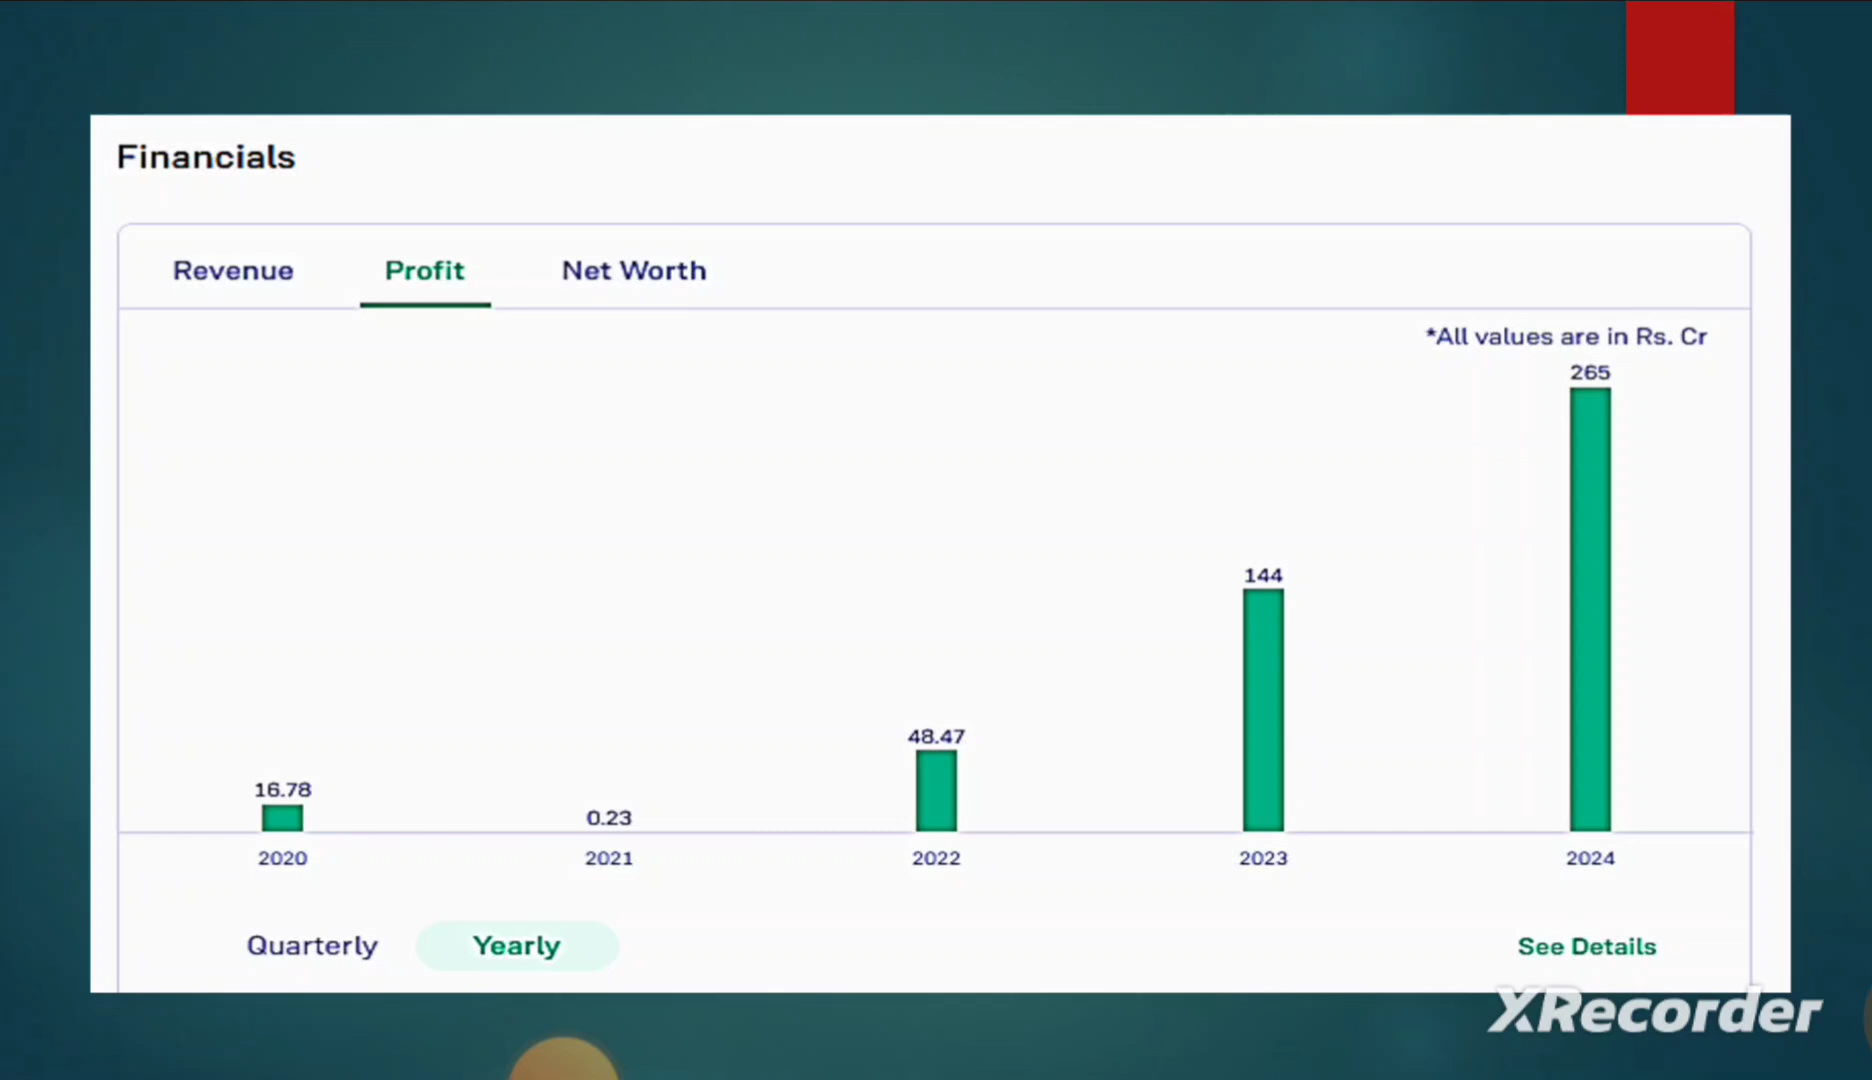 Financials
Revenue Profit Net Worth
*All values are in Rs. Cr
265
144
48.47
16.78
0.23
2020 2021 2022 2023 2024
Quarterly Yearly See Details
XRecorder